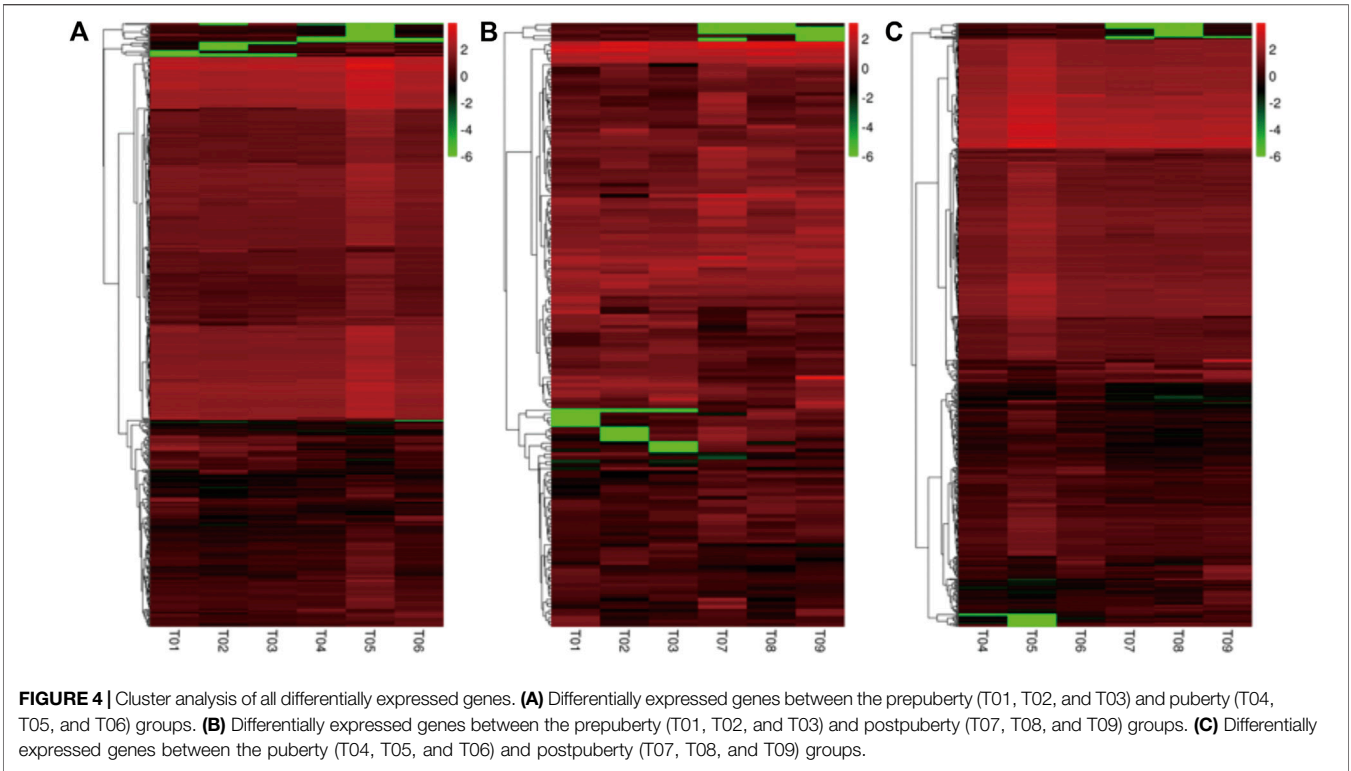 A
B
C
2
0
-2
-4
-6
2
0
-2
-4
-6
2
0
-2
-4
-6
T01
T02
T03
T04
T05
T06
T01
T02
T03
T07
T08
T09
T04
T05
T06
T07
T08
T09
FIGURE 4 | Cluster analysis of all differentially expressed genes. (A) Differentially expressed genes between the prepuberty (T01, T02, and T03) and puberty (T04,
T05, and T06) groups. (B) Differentially expressed genes between the prepuberty (T01, T02, and T03) and postpuberty (T07, T08, and T09) groups. (C) Differentially
expressed genes between the puberty (T04, T05, and T06) and postpuberty (T07, T08, and T09) groups.